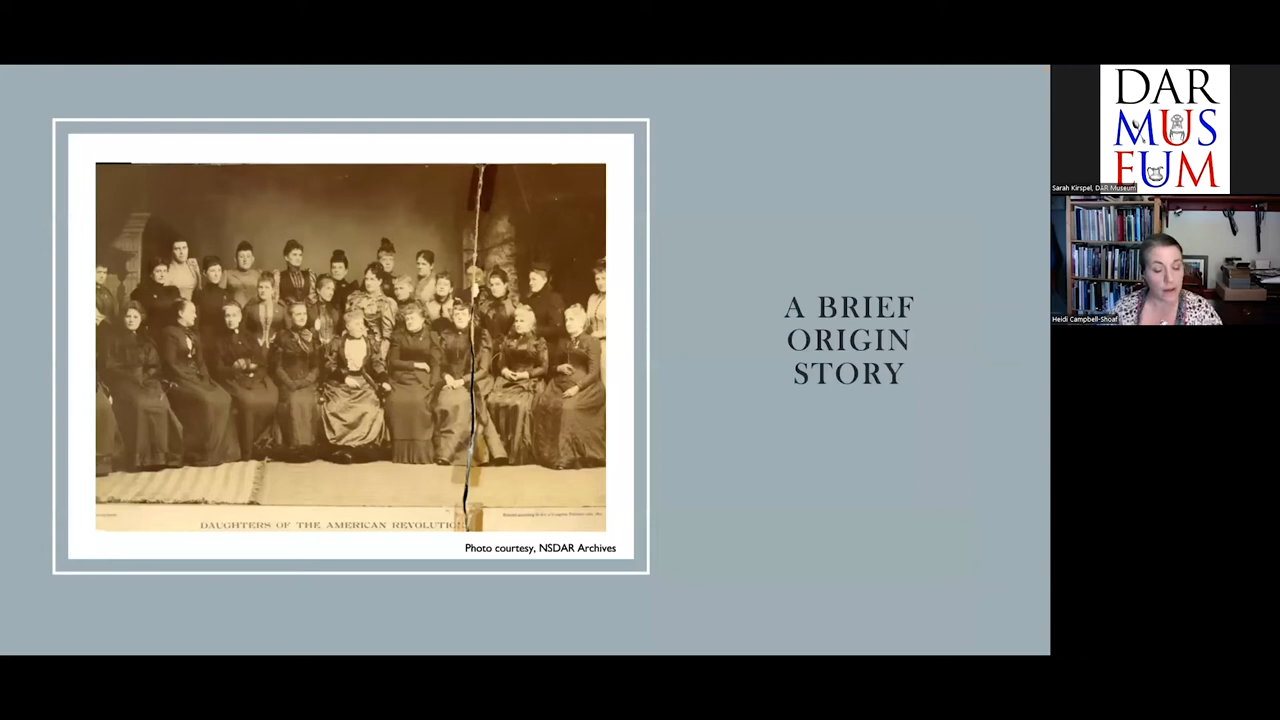 A BRIEF
ORIGIN
STORY
DAUGHTERS OF THE AMERICAN REVOLUTION
Photo courtesy, NSDAR Archives
DAR
MUS
EUM
Sarah Kirspel, DAR Museum
Heidi Campbell-Shoaf